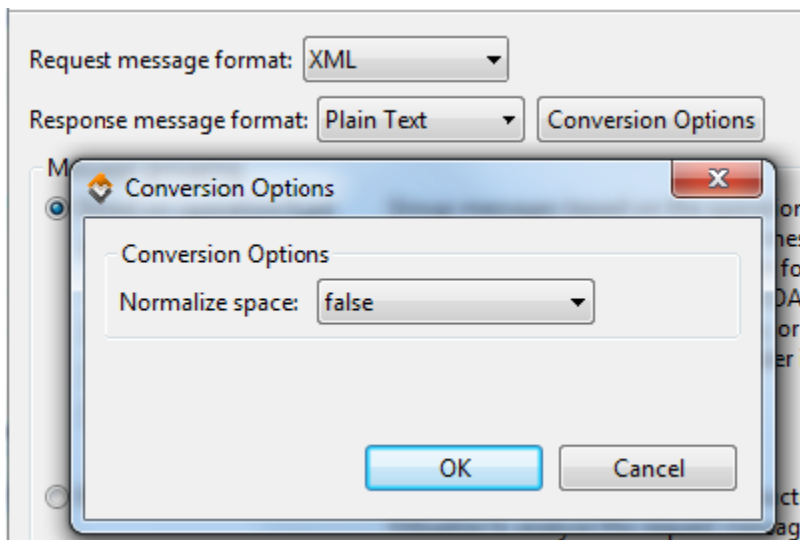 Request message format: XML
Response message format: Plain Text Conversion Options
Conversion Options
Conversion Options
Normalize space: false
OK Cancel